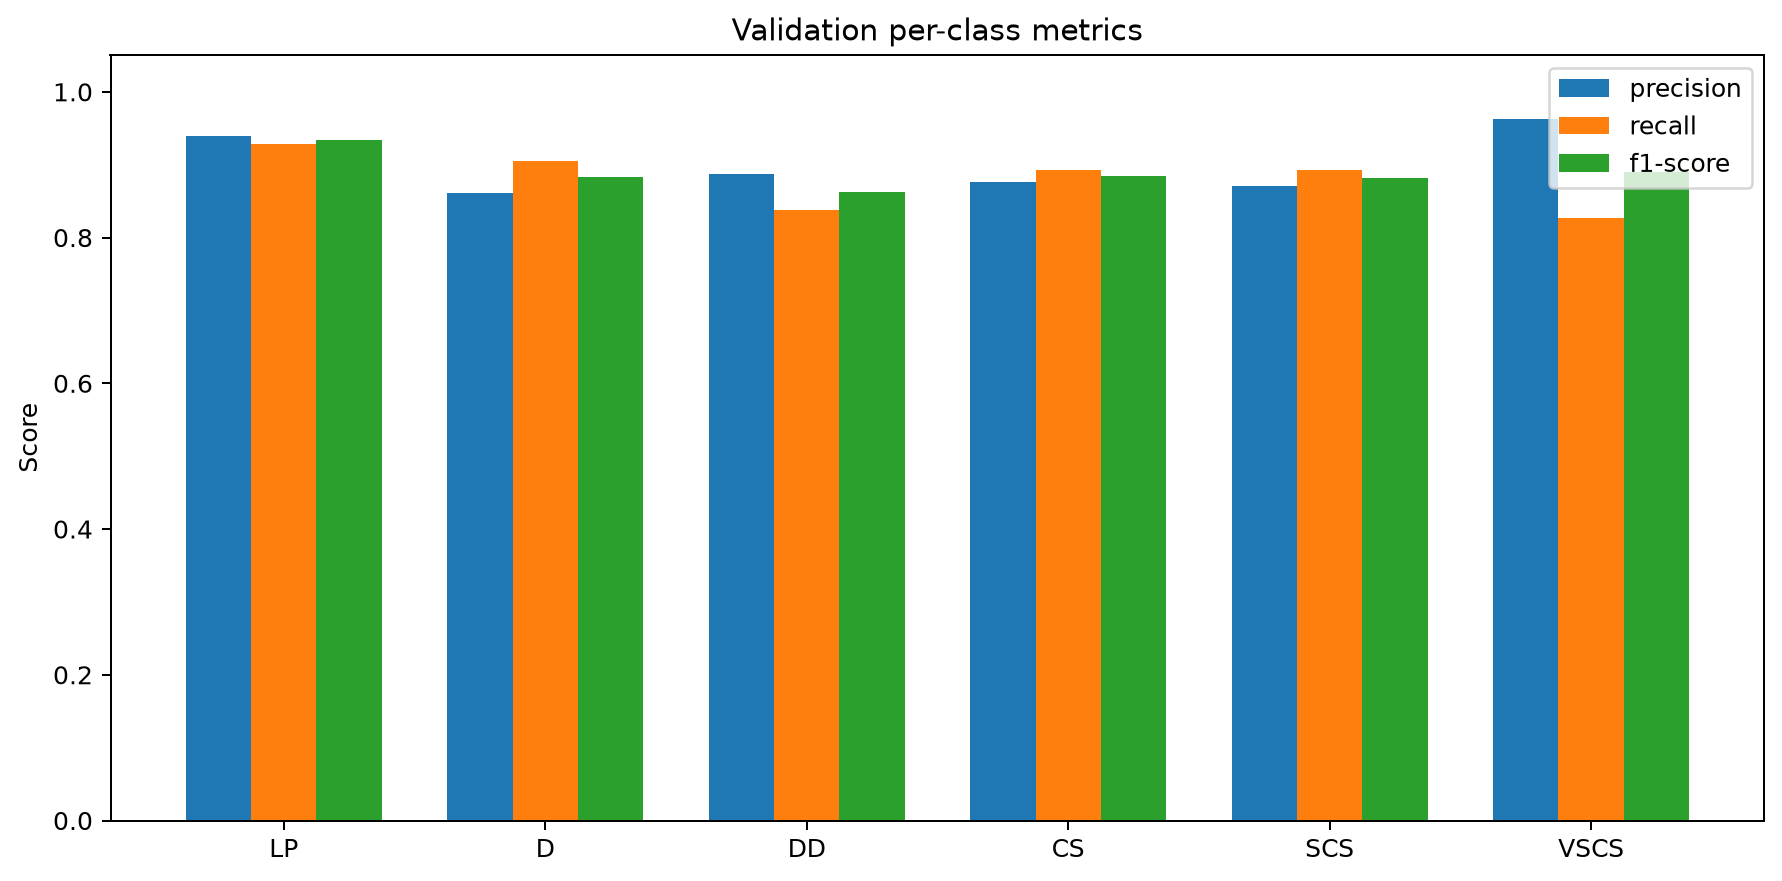 Validation per-class metrics
precision
recall
f1-score
1.0
0.8
0.6
0.4
0.2
0.0
Score
LP D DD CS SCS VSCS